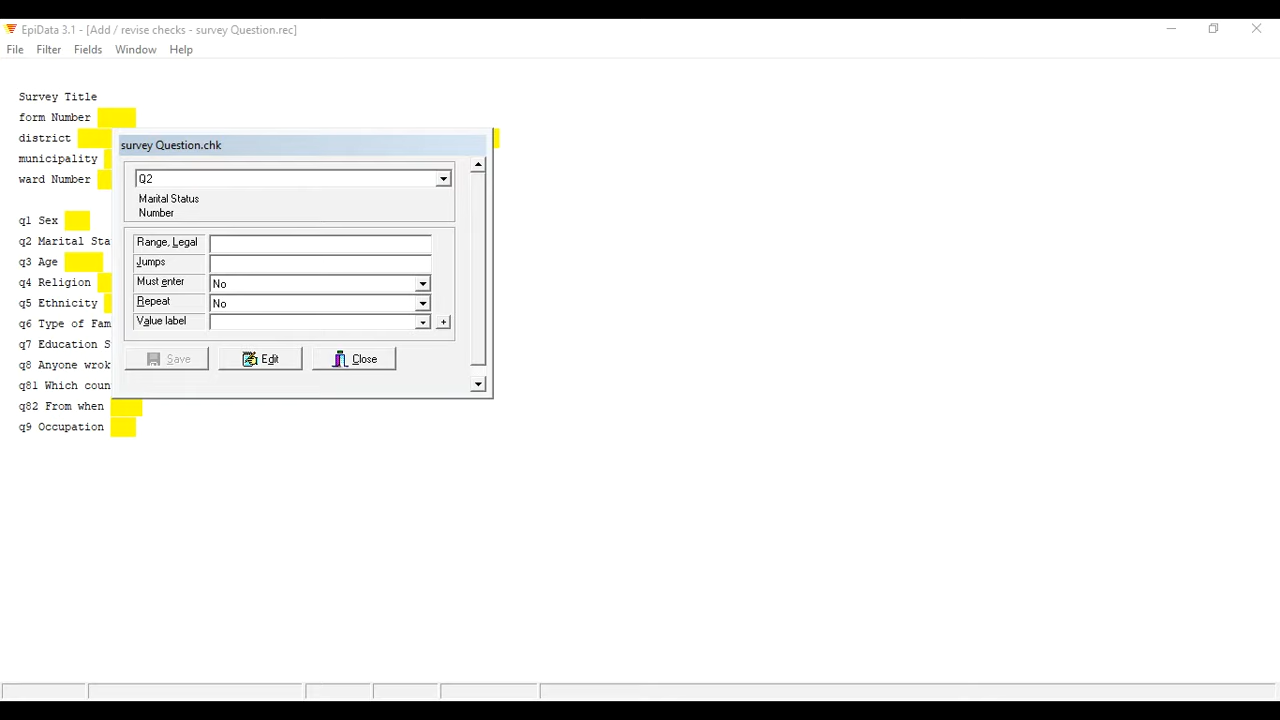 EpiData 3.1 - [Add / revise checks - survey Question.rec]
File Filter Fields Window Help
Survey Title
form Number
district
municipality
ward Number
q1 Sex
q2 Marital Sta
q3 Age
q4 Religion
q5 Ethnicity
q6 Type of Fam
q7 Education S
q8 Anyone wrok
q81 Which coun
q82 From when
q9 Occupation
survey Question.chk
Q2
Marital Status
Number
Range, Legal
Jumps
Must enter No
Repeat No
Value label +
Save Edit Close